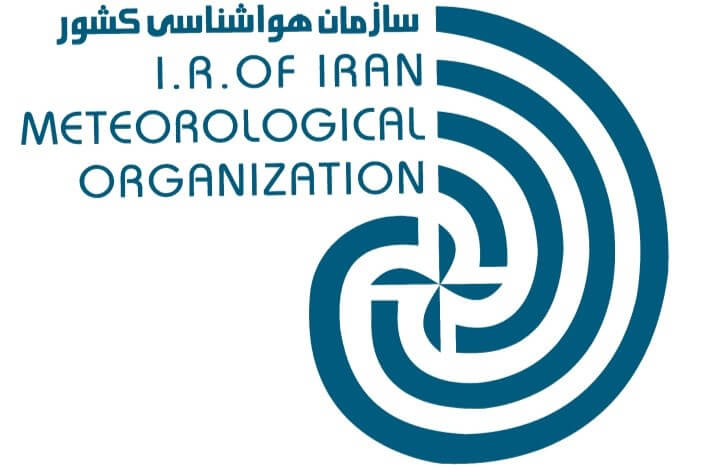 سازمان هواشناسی کشور
I.R.OF IRAN
METEOROLOGICAL
ORGANIZATION